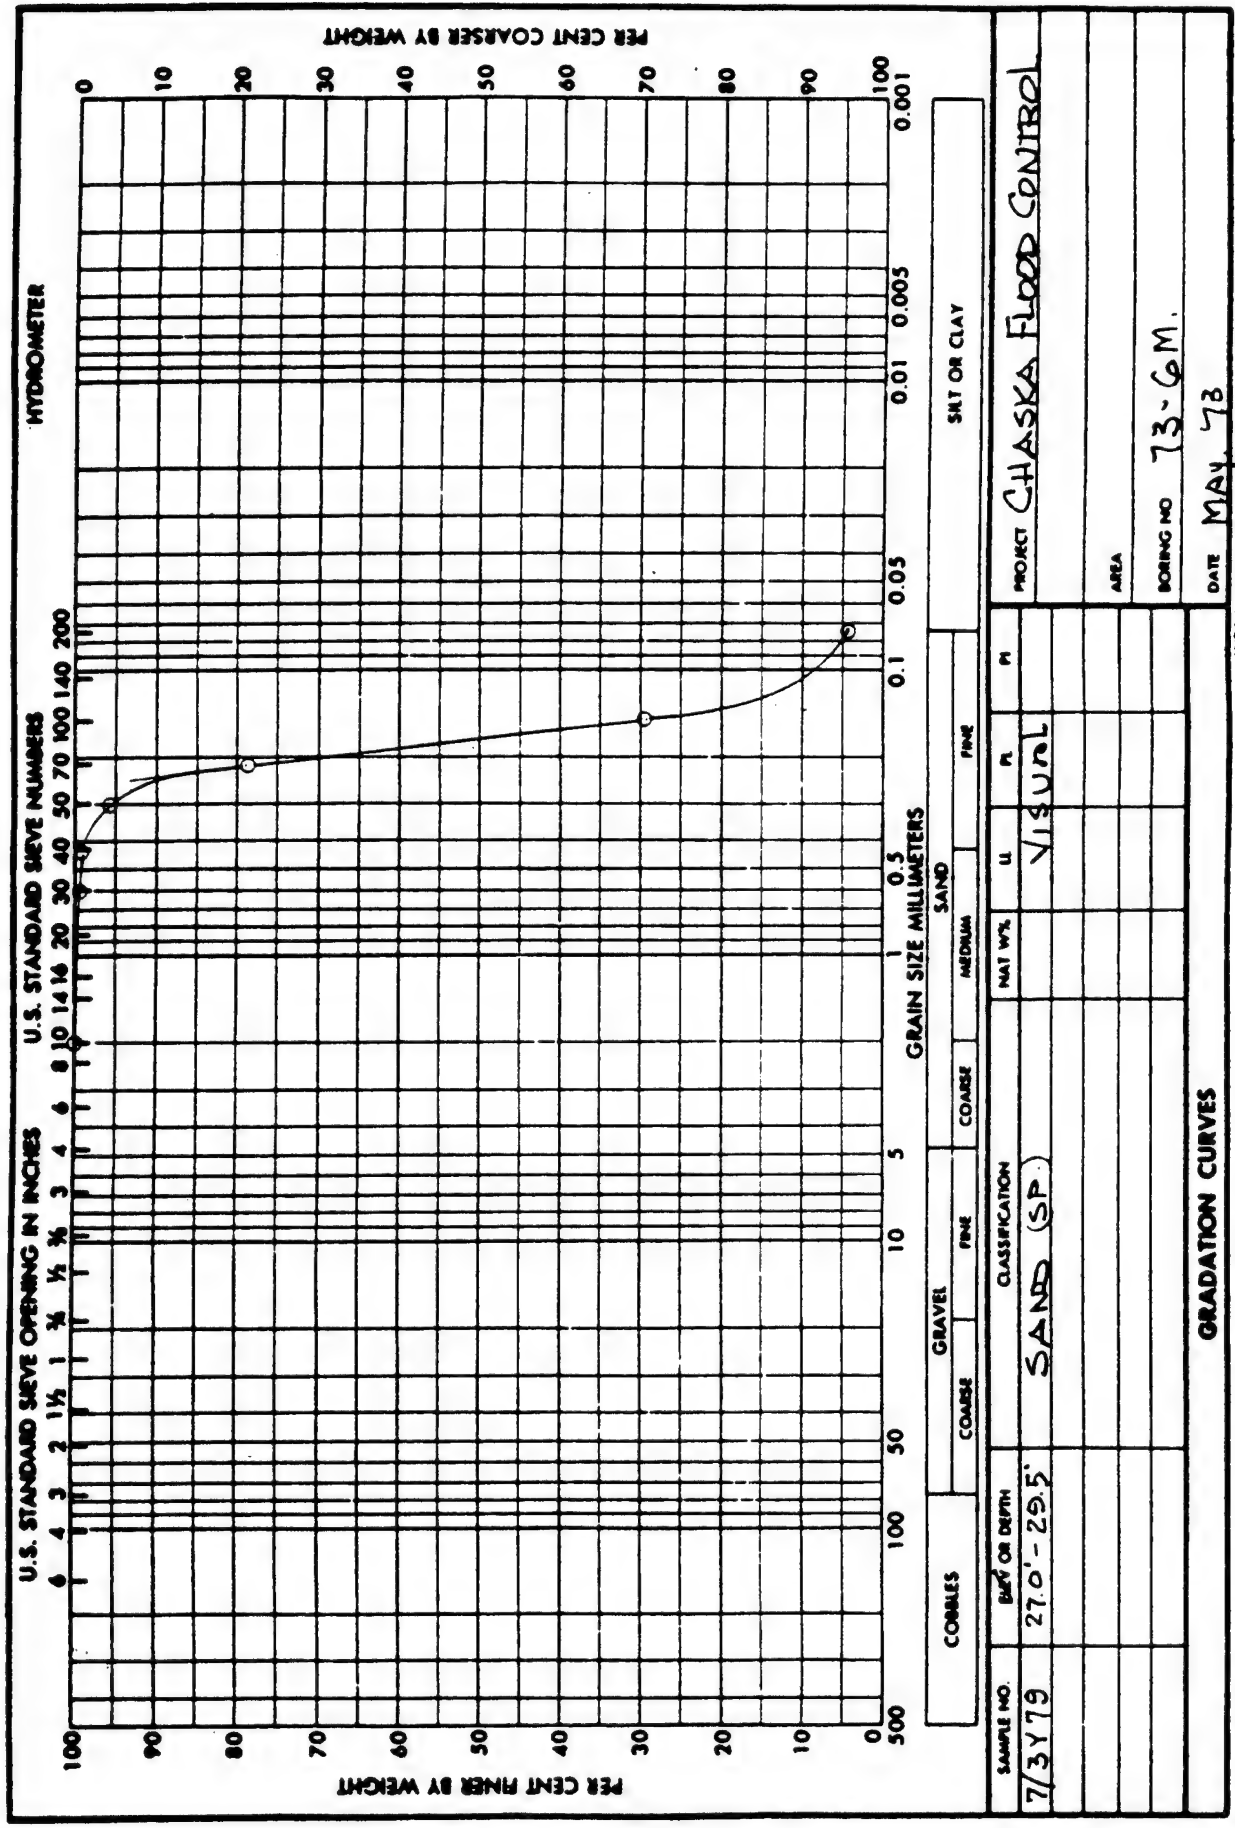 U.S. STANDARD SIEVE OPENING IN INCHES U.S. STANDARD SIEVE NUMBERS HYDROMETER
6 4 3 2 1½ 1 ¾ ½ ⅜ 3 4 6 8 10 14 16 20 30 40 50 70 100 140 200
PER CENT FINER BY WEIGHT
100
90
80
70
60
50
40
30
20
10
0
PER CENT COARSER BY WEIGHT
0
10
20
30
40
50
60
70
80
90
100
500 100 50 10 5 1 0.5 0.1 0.05 0.01 0.005 0.001
GRAIN SIZE MILLIMETERS
COBBLES GRAVEL SAND SILT OR CLAY
COARSE FINE COARSE MEDIUM FINE
SAMPLE NO. ELEV OR DEPTH CLASSIFICATION NAT W% LL PL PI
7/3Y79 27.0'-29.5' SAND (SP.) VISUAL
PROJECT CHASKA FLOOD CONTROL
AREA
BORING NO 73-6M.
DATE MAY, 73
GRADATION CURVES